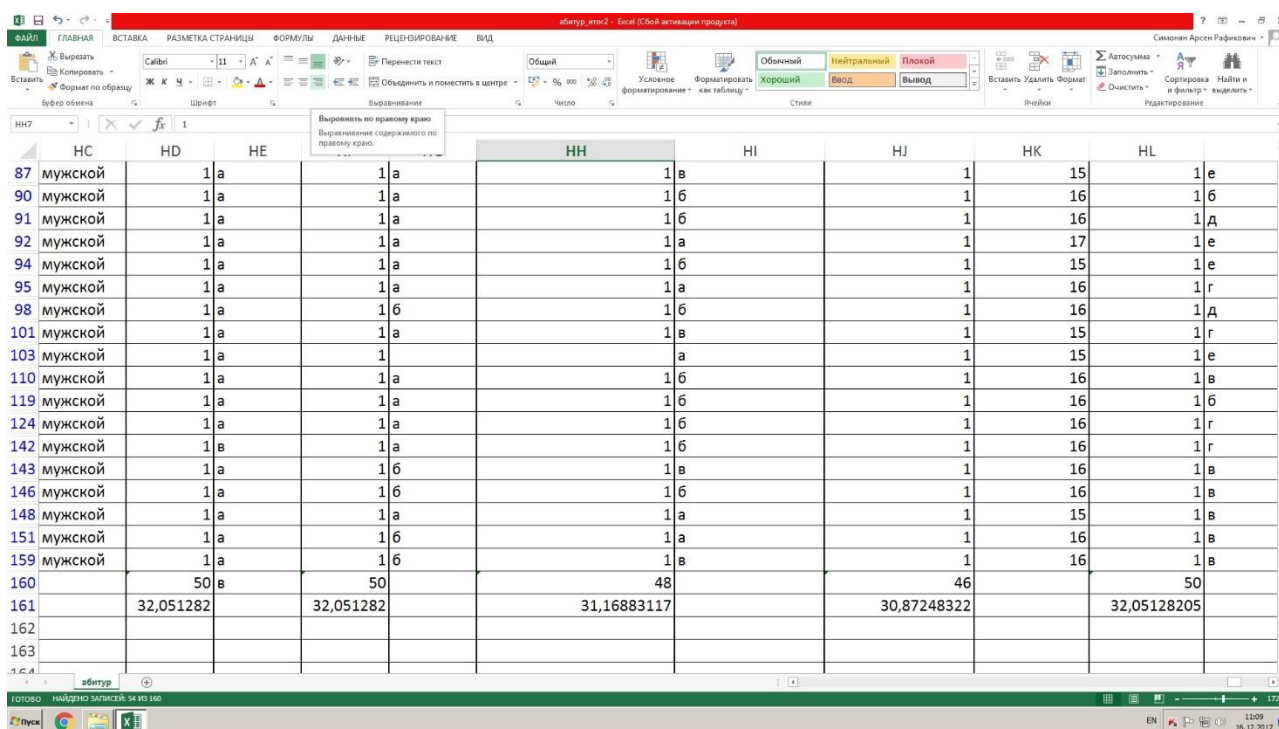 абитур_итог2 - Excel (Сбой активации продукта)
ФАЙЛ ГЛАВНАЯ ВСТАВКА РАЗМЕТКА СТРАНИЦЫ ФОРМУЛЫ ДАННЫЕ РЕЦЕНЗИРОВАНИЕ ВИД Симонян Арсен Рафикович
Вырезать Calibri 11 Перенести текст Общий Обычный Нейтральный Плохой Автосумма
Вставить Копировать Условное форматирование Форматировать как таблицу Вставить Удалить Формат Заполнить Сортировка и фильтр Найти и выделить
Формат по образцу Ж К Ч Объединить и поместить в центре % 000 Хороший Ввод Вывод Очистить
Буфер обмена Шрифт Выравнивание Число Стили Ячейки Редактирование
HH7 fx 1
Выровнять по правому краю
Выравнивание содержимого по
правому краю.
HC HD HE HH HI HJ HK HL
87 мужской 1 а 1 а 1 в 1 15 1 е
90 мужской 1 а 1 а 1 б 1 16 1 б
91 мужской 1 а 1 а 1 б 1 16 1 д
92 мужской 1 а 1 а 1 а 1 17 1 е
94 мужской 1 а 1 а 1 б 1 15 1 е
95 мужской 1 а 1 а 1 а 1 16 1 г
98 мужской 1 а 1 б 1 б 1 16 1 д
101 мужской 1 а 1 а 1 в 1 15 1 г
103 мужской 1 а 1 а 1 15 1 е
110 мужской 1 а 1 а 1 б 1 16 1 в
119 мужской 1 а 1 а 1 б 1 16 1 б
124 мужской 1 а 1 а 1 б 1 16 1 г
142 мужской 1 в 1 а 1 б 1 16 1 г
143 мужской 1 а 1 б 1 в 1 16 1 в
146 мужской 1 а 1 б 1 б 1 16 1 в
148 мужской 1 а 1 а 1 а 1 15 1 в
151 мужской 1 а 1 б 1 а 1 16 1 в
159 мужской 1 а 1 б 1 в 1 16 1 в
160 50 в 50 48 46 50
161 32,051282 32,051282 31,16883117 30,87248322 32,05128205
162
163
абитур
ГОТОВО НАЙДЕНО ЗАПИСЕЙ: 54 ИЗ 160
Пуск EN 11:09
16.12.2017